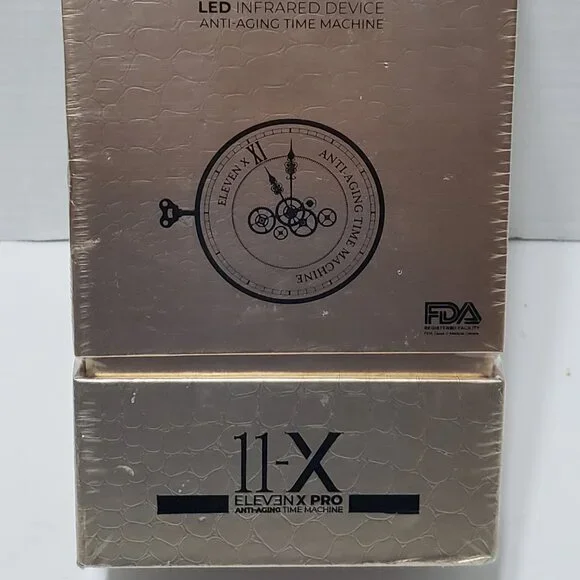 LED INFRARED DEVICE
ANTI-AGING TIME MACHINE
ELEVEN X XI ANTI-AGING TIME MACHINE
FDA
REGISTERED FACILITY
11-X
ELEVƎN X PRO
ANTI-AGING TIME MACHINE